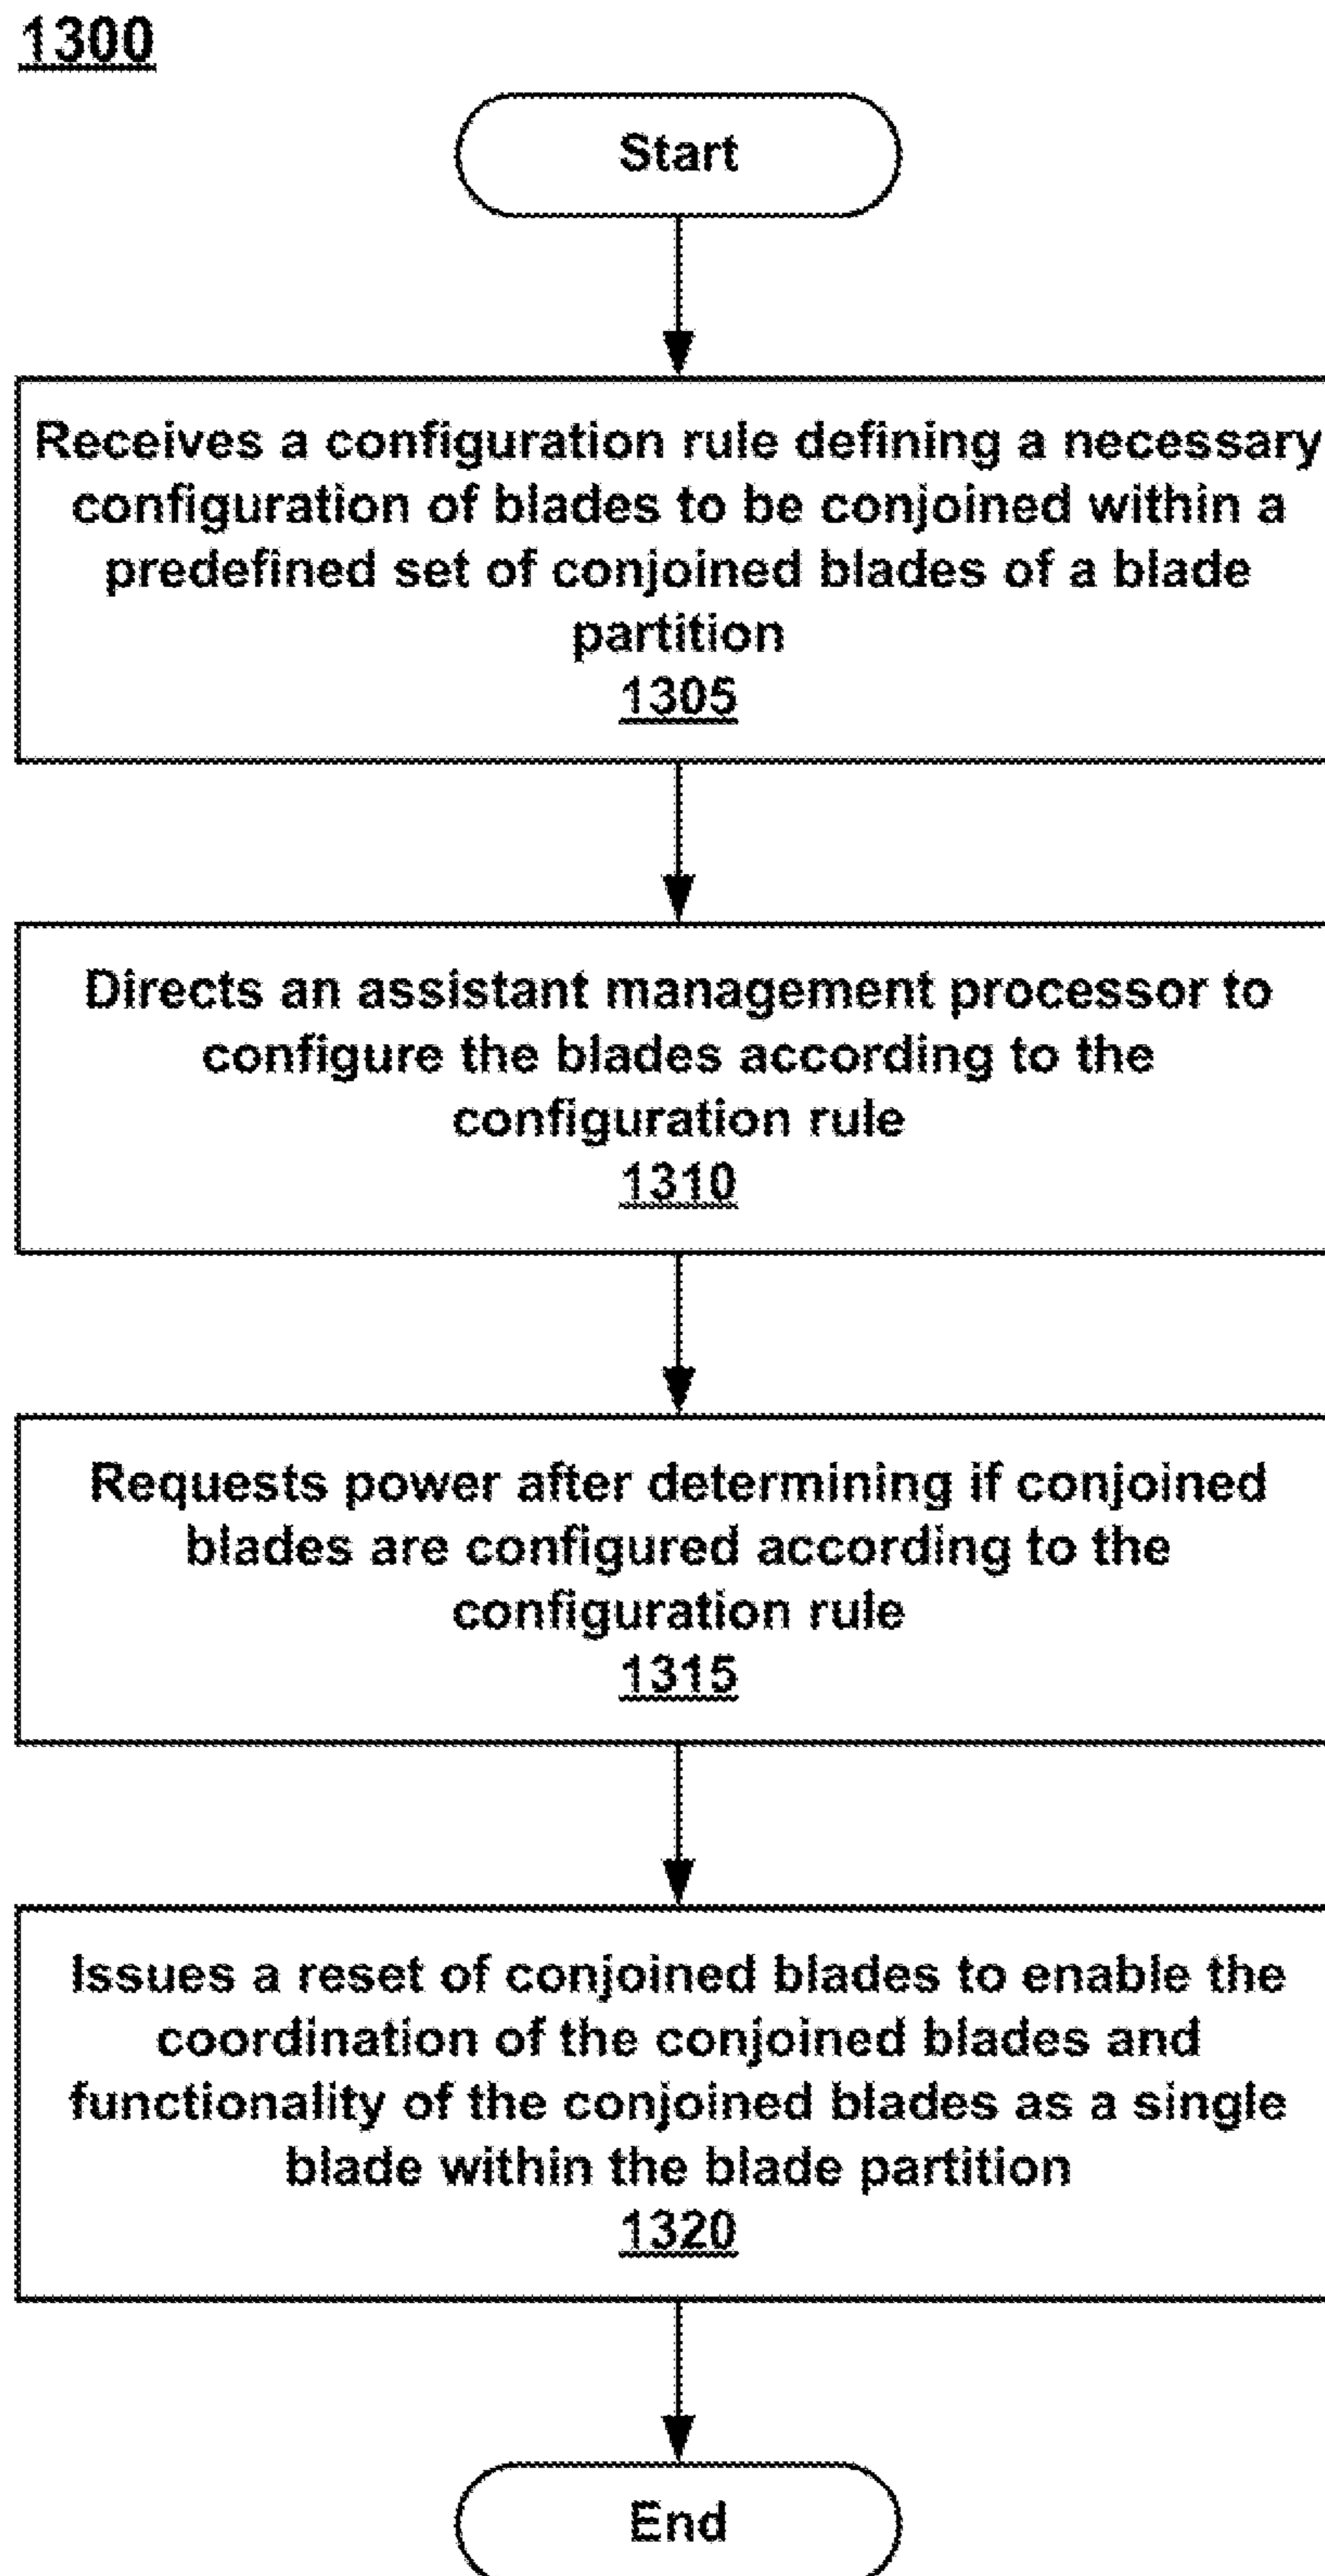 1300
Start
Receives a configuration rule defining a necessary
configuration of blades to be conjoined within a
predefined set of conjoined blades of a blade
partition
1305
Directs an assistant management processor to
configure the blades according to the
configuration rule
1310
Requests power after determining if conjoined
blades are configured according to the
configuration rule
1315
Issues a reset of conjoined blades to enable the
coordination of the conjoined blades and
functionality of the conjoined blades as a single
blade within the blade partition
1320
End